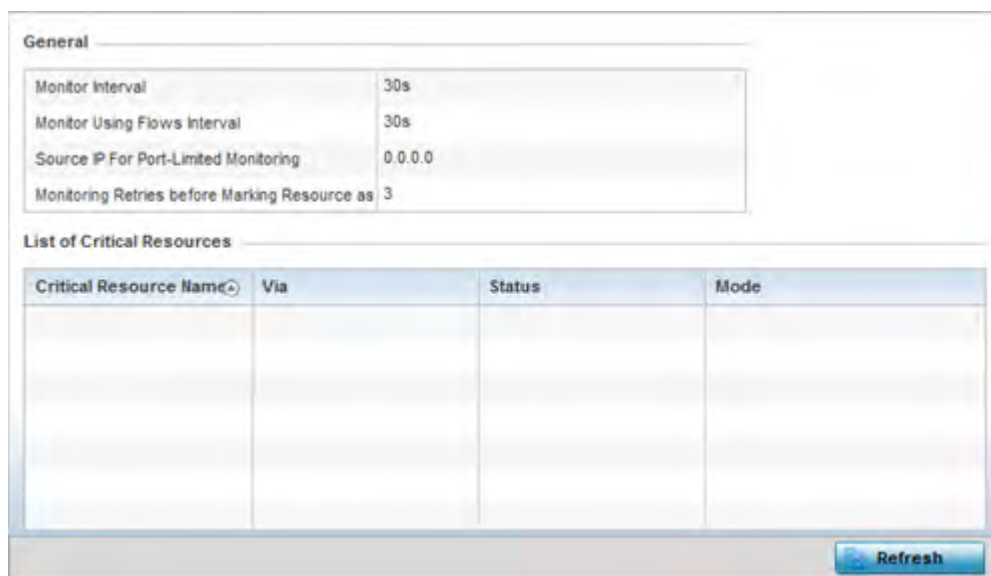 General
Monitor Interval 30s
Monitor Using Flows Interval 30s
Source IP For Port-Limited Monitoring 0.0.0.0
Monitoring Retries before Marking Resource as 3
List of Critical Resources
Critical Resource Name Via Status Mode
Refresh